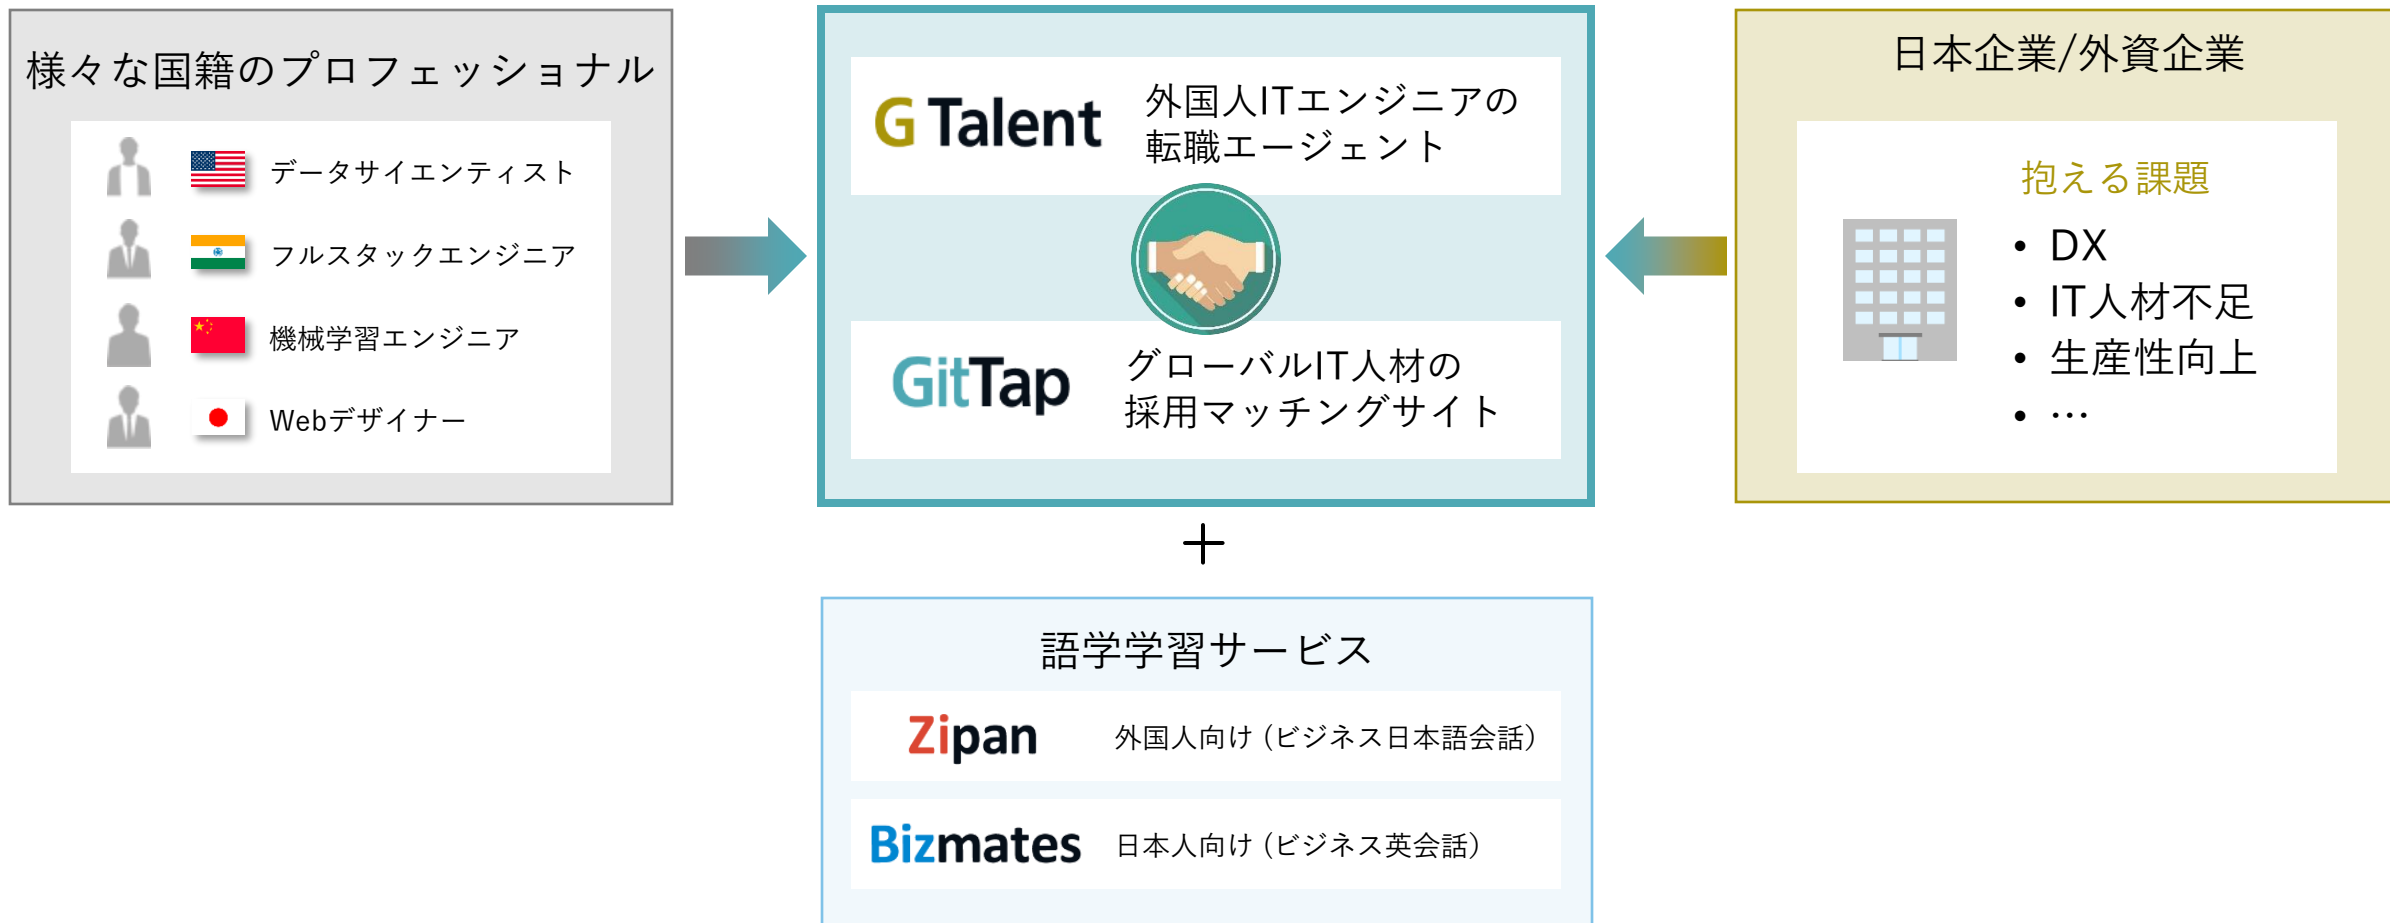 様々な国籍のプロフェッショナル
データサイエンティスト
フルスタックエンジニア
機械学習エンジニア
Webデザイナー
G Talent
外国人ITエンジニアの
転職エージェント
GitTap
グローバルIT人材の
採用マッチングサイト
日本企業/外資企業
抱える課題
• DX
• IT人材不足
• 生産性向上
• …
+
語学学習サービス
Zipan
外国人向け (ビジネス日本語会話)
Bizmates
日本人向け (ビジネス英会話)